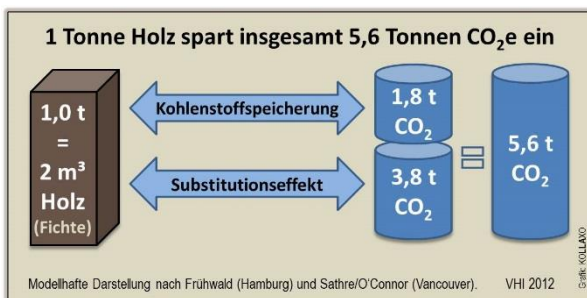 1 Tonne Holz spart insgesamt 5,6 Tonnen CO₂e ein
1,0 t
=
2 m³
Holz
(Fichte)
Kohlenstoffspeicherung
Substitutionseffekt
1,8 t
CO₂
3,8 t
CO₂
=
5,6 t
CO₂
Modellhafte Darstellung nach Frühwald (Hamburg) und Sathre/O'Connor (Vancouver). VHI 2012
Grafik: KOLLAXO